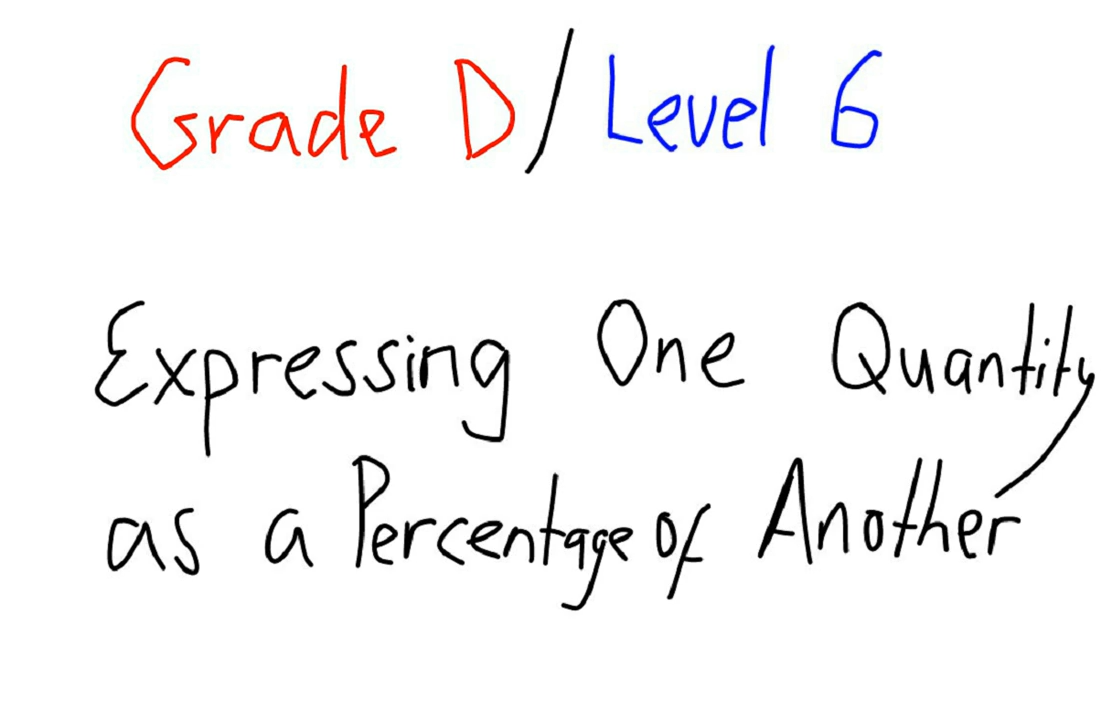 Grade D/Level 6
Expressing One Quantity
as a Percentage of Another